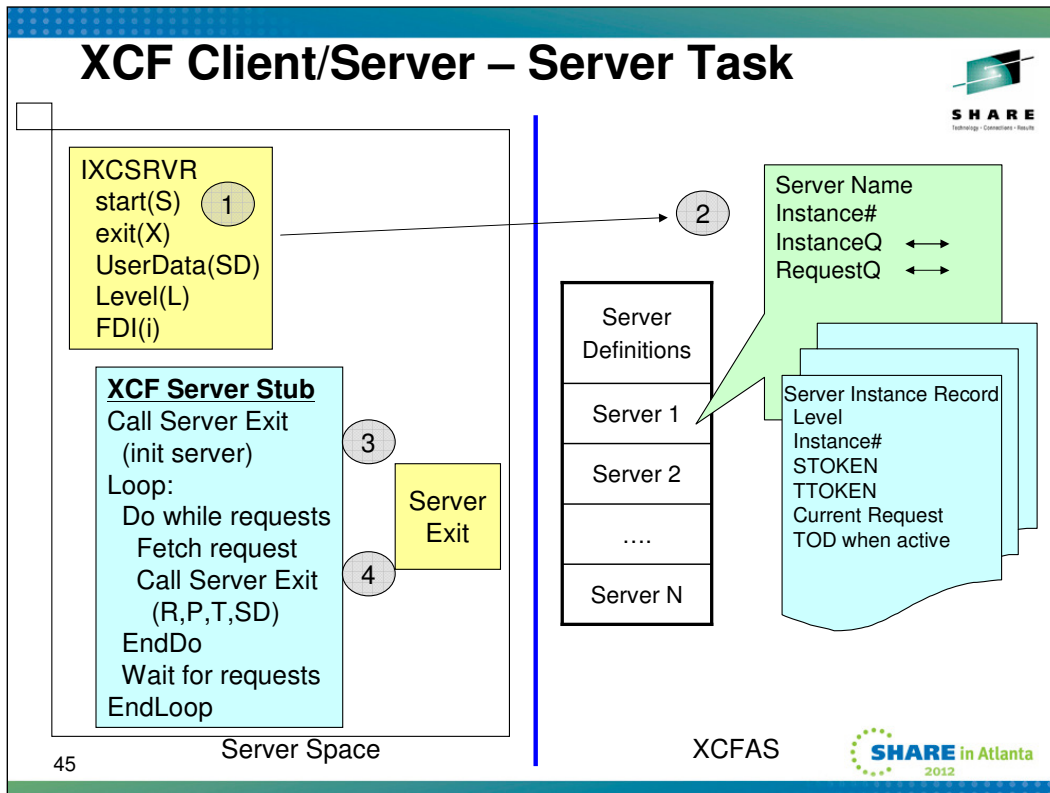 XCF Client/Server – Server Task
SHARE
Technology • Connections • Results
IXCSRVR
start(S)
exit(X)
UserData(SD)
Level(L)
FDI(i)
1
2
Server Name
Instance#
InstanceQ
RequestQ
Server
Definitions
Server 1
Server 2
....
Server N
Server Instance Record
Level
Instance#
STOKEN
TTOKEN
Current Request
TOD when active
XCF Server Stub
Call Server Exit
(init server)
Loop:
Do while requests
Fetch request
Call Server Exit
(R,P,T,SD)
EndDo
Wait for requests
EndLoop
3
4
Server
Exit
Server Space
XCFAS
45
SHARE in Atlanta
2012